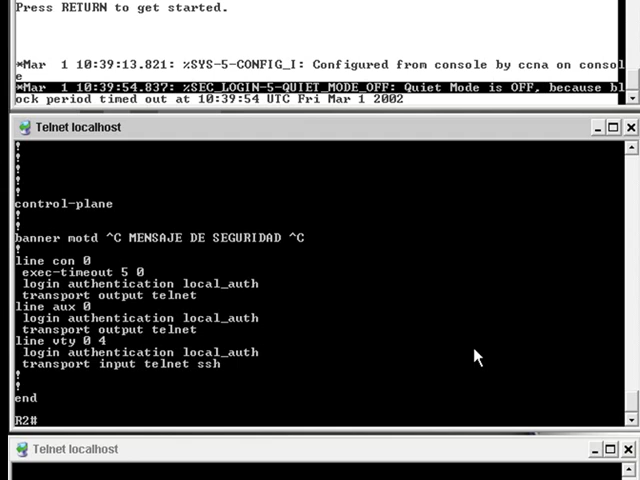 Press RETURN to get started.
*Mar  1 10:39:13.821: %SYS-5-CONFIG_I: Configured from console by ccna on consol
e
*Mar  1 10:39:54.837: %SEC_LOGIN-5-QUIET_MODE_OFF: Quiet Mode is OFF, because bl
ock period timed out at 10:39:54 UTC Fri Mar 1 2002
Telnet localhost
!
!
!
!
!
control-plane
!
!
banner motd ^C MENSAJE DE SEGURIDAD ^C
!
line con 0
 exec-timeout 5 0
 login authentication local_auth
 transport output telnet
line aux 0
 login authentication local_auth
 transport output telnet
line vty 0 4
 login authentication local_auth
 transport input telnet ssh
!
!
end
R2#
Telnet localhost